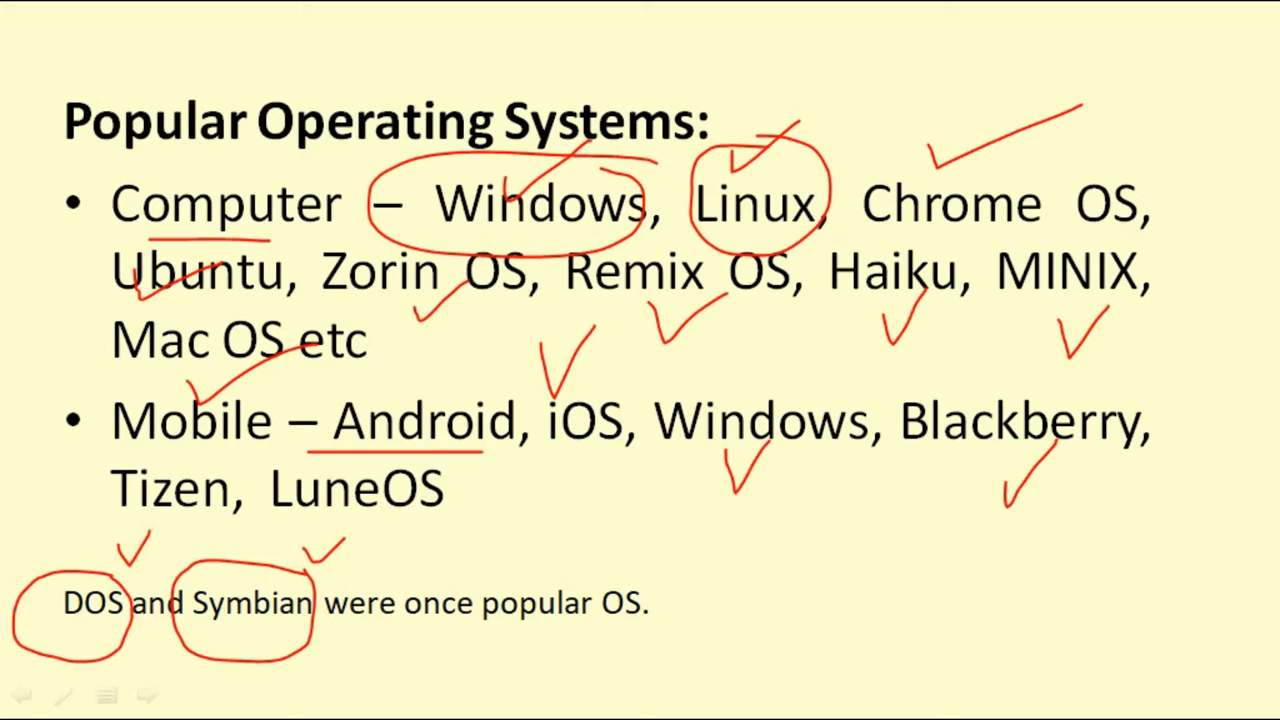 Popular Operating Systems:
• Computer – Windows, Linux, Chrome OS,
Ubuntu, Zorin OS, Remix OS, Haiku, MINIX,
Mac OS etc
• Mobile – Android, iOS, Windows, Blackberry,
Tizen, LuneOS
DOS and Symbian were once popular OS.